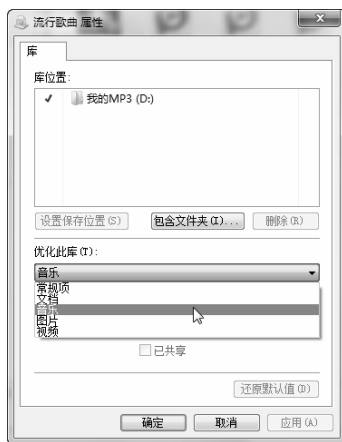 流行歌曲 属性
库
库位置:
我的MP3 (D:)
设置保存位置(S)
包含文件夹(I)...
删除(R)
优化此库(T):
音乐
常规项
文档
音乐
图片
视频
已共享
还原默认值(D)
确定
取消
应用(A)